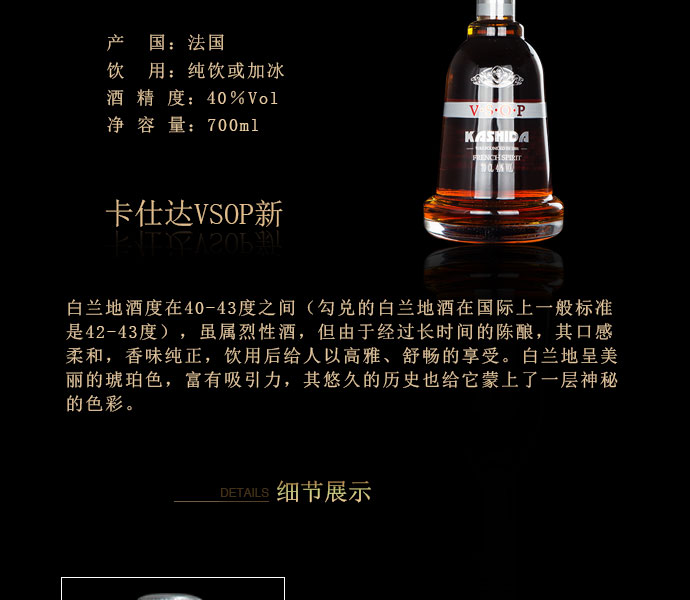 产　国：法国
饮　用：纯饮或加冰
酒 精 度：40％Vol
净 容 量：700ml
V·S·O·P
KASHIDA
FRENCH SPIRIT
70 CL 40% VOL
卡仕达VSOP新
白兰地酒度在40-43度之间（勾兑的白兰地酒在国际上一般标准
是42-43度），虽属烈性酒，但由于经过长时间的陈酿，其口感
柔和，香味纯正，饮用后给人以高雅、舒畅的享受。白兰地呈美
丽的琥珀色，富有吸引力，其悠久的历史也给它蒙上了一层神秘
的色彩。
DETAILS 细节展示